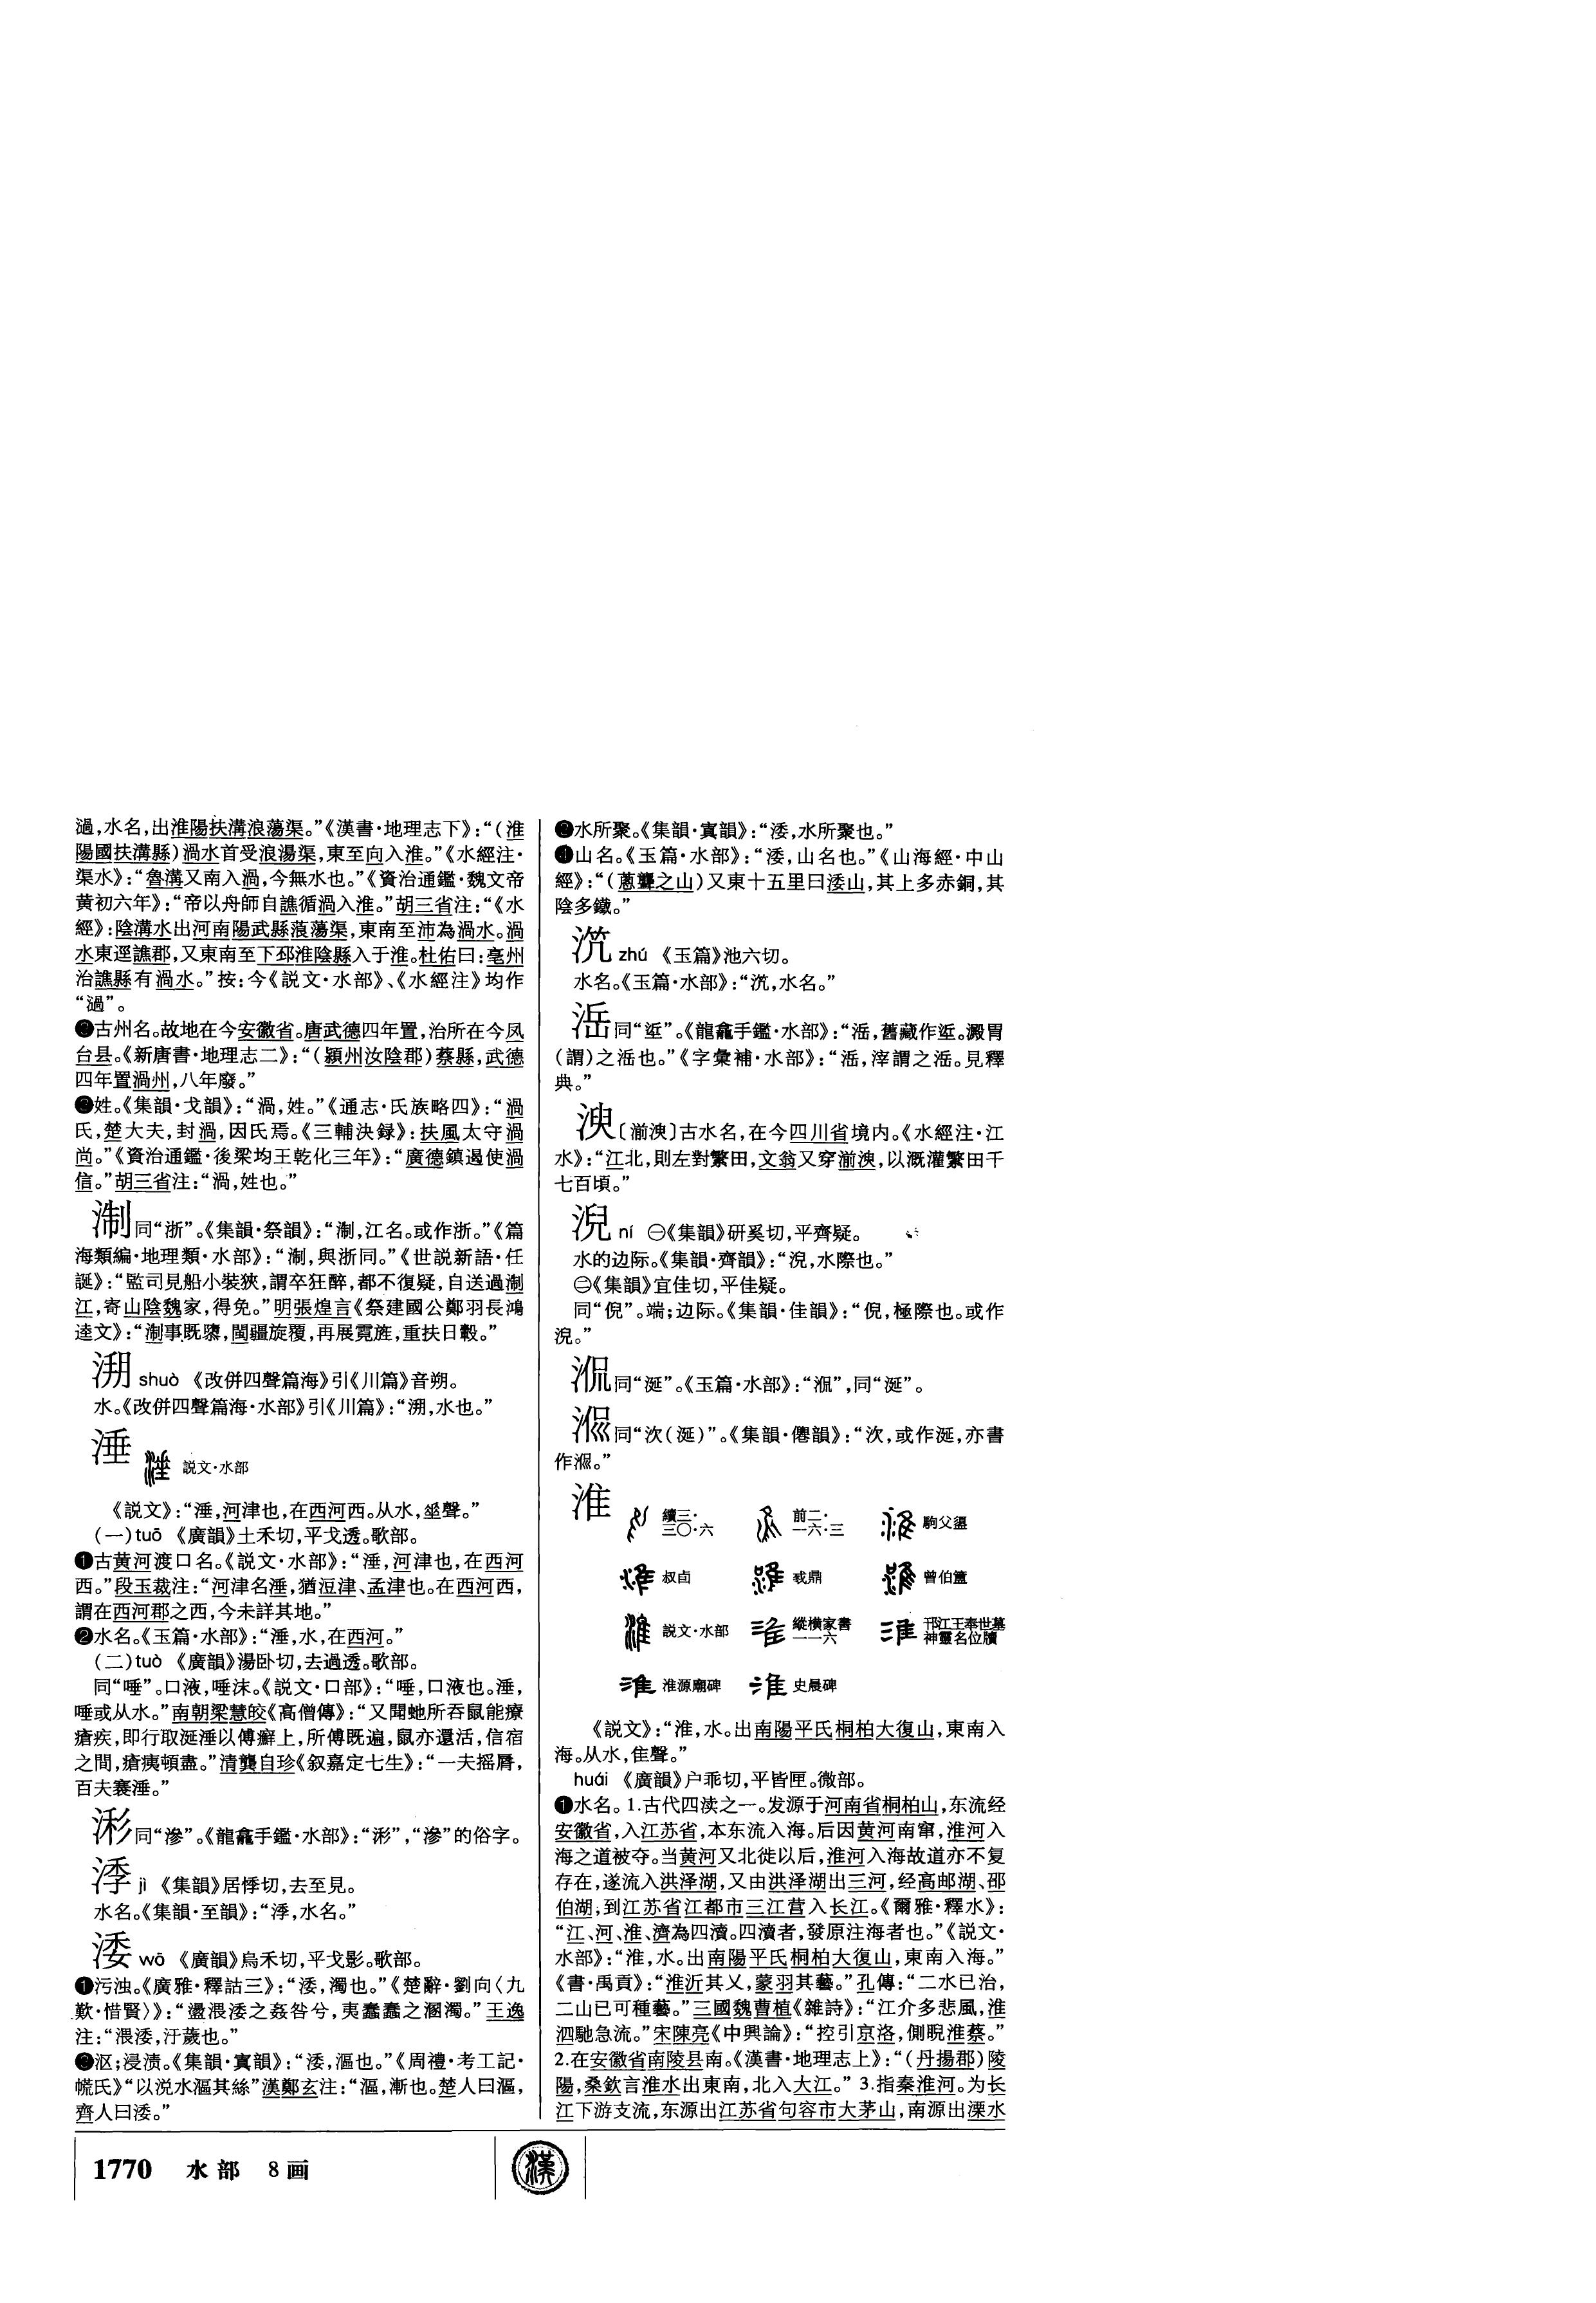 濄,水名,出淮陽扶溝浪蕩渠。”《漢書·地理志下》:“(淮
陽國扶溝縣)渦水首受浪湯渠,東至向入淮。”《水經注·
渠水》:“魯溝又南入渦,今無水也。”《資治通鑑·魏文帝
黄初六年》:“帝以舟師自譙循渦入淮。”胡三省注:“《水
經》:陰溝水出河南陽武縣蒗蕩渠,東南至沛為渦水。渦
水東逕譙郡,又東南至下邳淮陰縣入于淮。杜佑曰:亳州
治譙縣有渦水。”按:今《説文·水部》、《水經注》均作
“濄”。
❷古州名。故地在今安徽省。唐武德四年置,治所在今凤
台县。《新唐書·地理志二》:“(潁州汝陰郡)蔡縣,武德
四年置渦州,八年廢。”
❸姓。《集韻·戈韻》:“渦,姓。”《通志·氏族略四》:“渦
氏,楚大夫,封渦,因氏焉。《三輔決録》:扶風太守渦
尚。”《資治通鑑·後梁均王乾化三年》:“廣德鎮遏使渦
信。”胡三省注:“渦,姓也。”
淛同“浙”。《集韻·祭韻》:“淛,江名。或作浙。”《篇
海類編·地理類·水部》:“淛,與浙同。”《世説新語·任
誕》:“監司見船小裝狹,謂卒狂醉,都不復疑,自送過淛
江,寄山陰魏家,得免。”明張煌言《祭建國公鄭羽長鴻
逵文》:“淛事既隳,閩疆旋覆,再展霓旌,重扶日轂。”
shuò 《改併四聲篇海》引《川篇》音朔。
水。《改併四聲篇海·水部》引《川篇》:“,水也。”
涶
説文·水部
《説文》:“涶,河津也,在西河西。从水,𡍮聲。”
(一)tuō 《廣韻》土禾切,平戈透。歌部。
❶古黄河渡口名。《説文·水部》:“涶,河津也,在西河
西。”段玉裁注:“河津名涶,猶洹津、孟津也。在西河西,
謂在西河郡之西,今未詳其地。”
❷水名。《玉篇·水部》:“涶,水,在西河。”
(二)tuò 《廣韻》湯卧切,去過透。歌部。
同“唾”。口液,唾沫。《説文·口部》:“唾,口液也。涶,
唾或从水。”南朝梁慧皎《高僧傳》:“又聞虵所吞鼠能療
瘡疾,即行取涎涶以傅癬上,所傅既遍,鼠亦還活,信宿
之間,瘡痍頓盡。”清龔自珍《叙嘉定七生》:“一夫摇脣,
百夫褰涶。”
同“滲”。《龍龕手鑑·水部》:“”,“滲”的俗字。
㳵 jì 《集韻》居悸切,去至見。
水名。《集韻·至韻》:“㳵,水名。”
涹 wō 《廣韻》烏禾切,平戈影。歌部。
❶污浊。《廣雅·釋詁三》:“涹,濁也。”《楚辭·劉向〈九
歎·惜賢〉》:“盪渨涹之姦咎兮,夷蠢蠢之溷濁。”王逸
注:“渨涹,汙薉也。”
❷沤;浸渍。《集韻·寘韻》:“涹,漚也。”《周禮·考工記·
㡛氏》“以涚水漚其絲”漢鄭玄注:“漚,漸也。楚人曰漚,
齊人曰涹。”
❸水所聚。《集韻·寘韻》:“涹,水所聚也。”
❹山名。《玉篇·水部》:“涹,山名也。”《山海經·中山
經》:“(蔥聾之山)又東十五里曰涹山,其上多赤銅,其
陰多鐵。”
zhú 《玉篇》池六切。
水名。《玉篇·水部》:“,水名。”
同“”。《龍龕手鑑·水部》:“,舊藏作。澱胃
(謂)之也。”《字彙補·水部》:“,滓謂之。見釋
典。”
㳛〔湔㳛〕古水名,在今四川省境内。《水經注·江
水》:“江北,則左對繁田,文翁又穿湔㳛,以溉灌繁田千
七百頃。”
淣 ní ㊀《集韻》研奚切,平齊疑。
水的边际。《集韻·齊韻》:“淣,水際也。”
㊁《集韻》宜佳切,平佳疑。
同“倪”。端;边际。《集韻·佳韻》:“倪,極際也。或作
淣。”
同“涎”。《玉篇·水部》:“”,同“涎”。
同“㳄(涎)”。《集韻·僊韻》:“㳄,或作涎,亦書
作。”
淮
續三·三〇·六 前二·一六·三 駒父盨
叔卣 㦰鼎 曾伯簠
説文·水部 縱横家書一一六 邗江王奉世墓神靈名位牘
淮源廟碑 史晨碑
《説文》:“淮,水。出南陽平氏桐柏大復山,東南入
海。从水,隹聲。”
huái 《廣韻》户乖切,平皆匣。微部。
❶水名。1.古代四渎之一。发源于河南省桐柏山,东流经
安徽省,入江苏省,本东流入海。后因黄河南窜,淮河入
海之道被夺。当黄河又北徙以后,淮河入海故道亦不复
存在,遂流入洪泽湖,又由洪泽湖出三河,经高邮湖、邵
伯湖,到江苏省江都市三江营入长江。《爾雅·釋水》:
“江、河、淮、濟為四瀆。四瀆者,發原注海者也。”《説文·
水部》:“淮,水。出南陽平氏桐柏大復山,東南入海。”
《書·禹貢》:“淮沂其乂,蒙羽其藝。”孔傳:“二水已治,
二山已可種藝。”三國魏曹植《雜詩》:“江介多悲風,淮
泗馳急流。”宋陳亮《中興論》:“控引京洛,側睨淮蔡。”
2.在安徽省南陵县南。《漢書·地理志上》:“(丹揚郡)陵
陽,桑欽言淮水出東南,北入大江。” 3.指秦淮河。为长
江下游支流,东源出江苏省句容市大茅山,南源出溧水
1770 水部 8画
漢